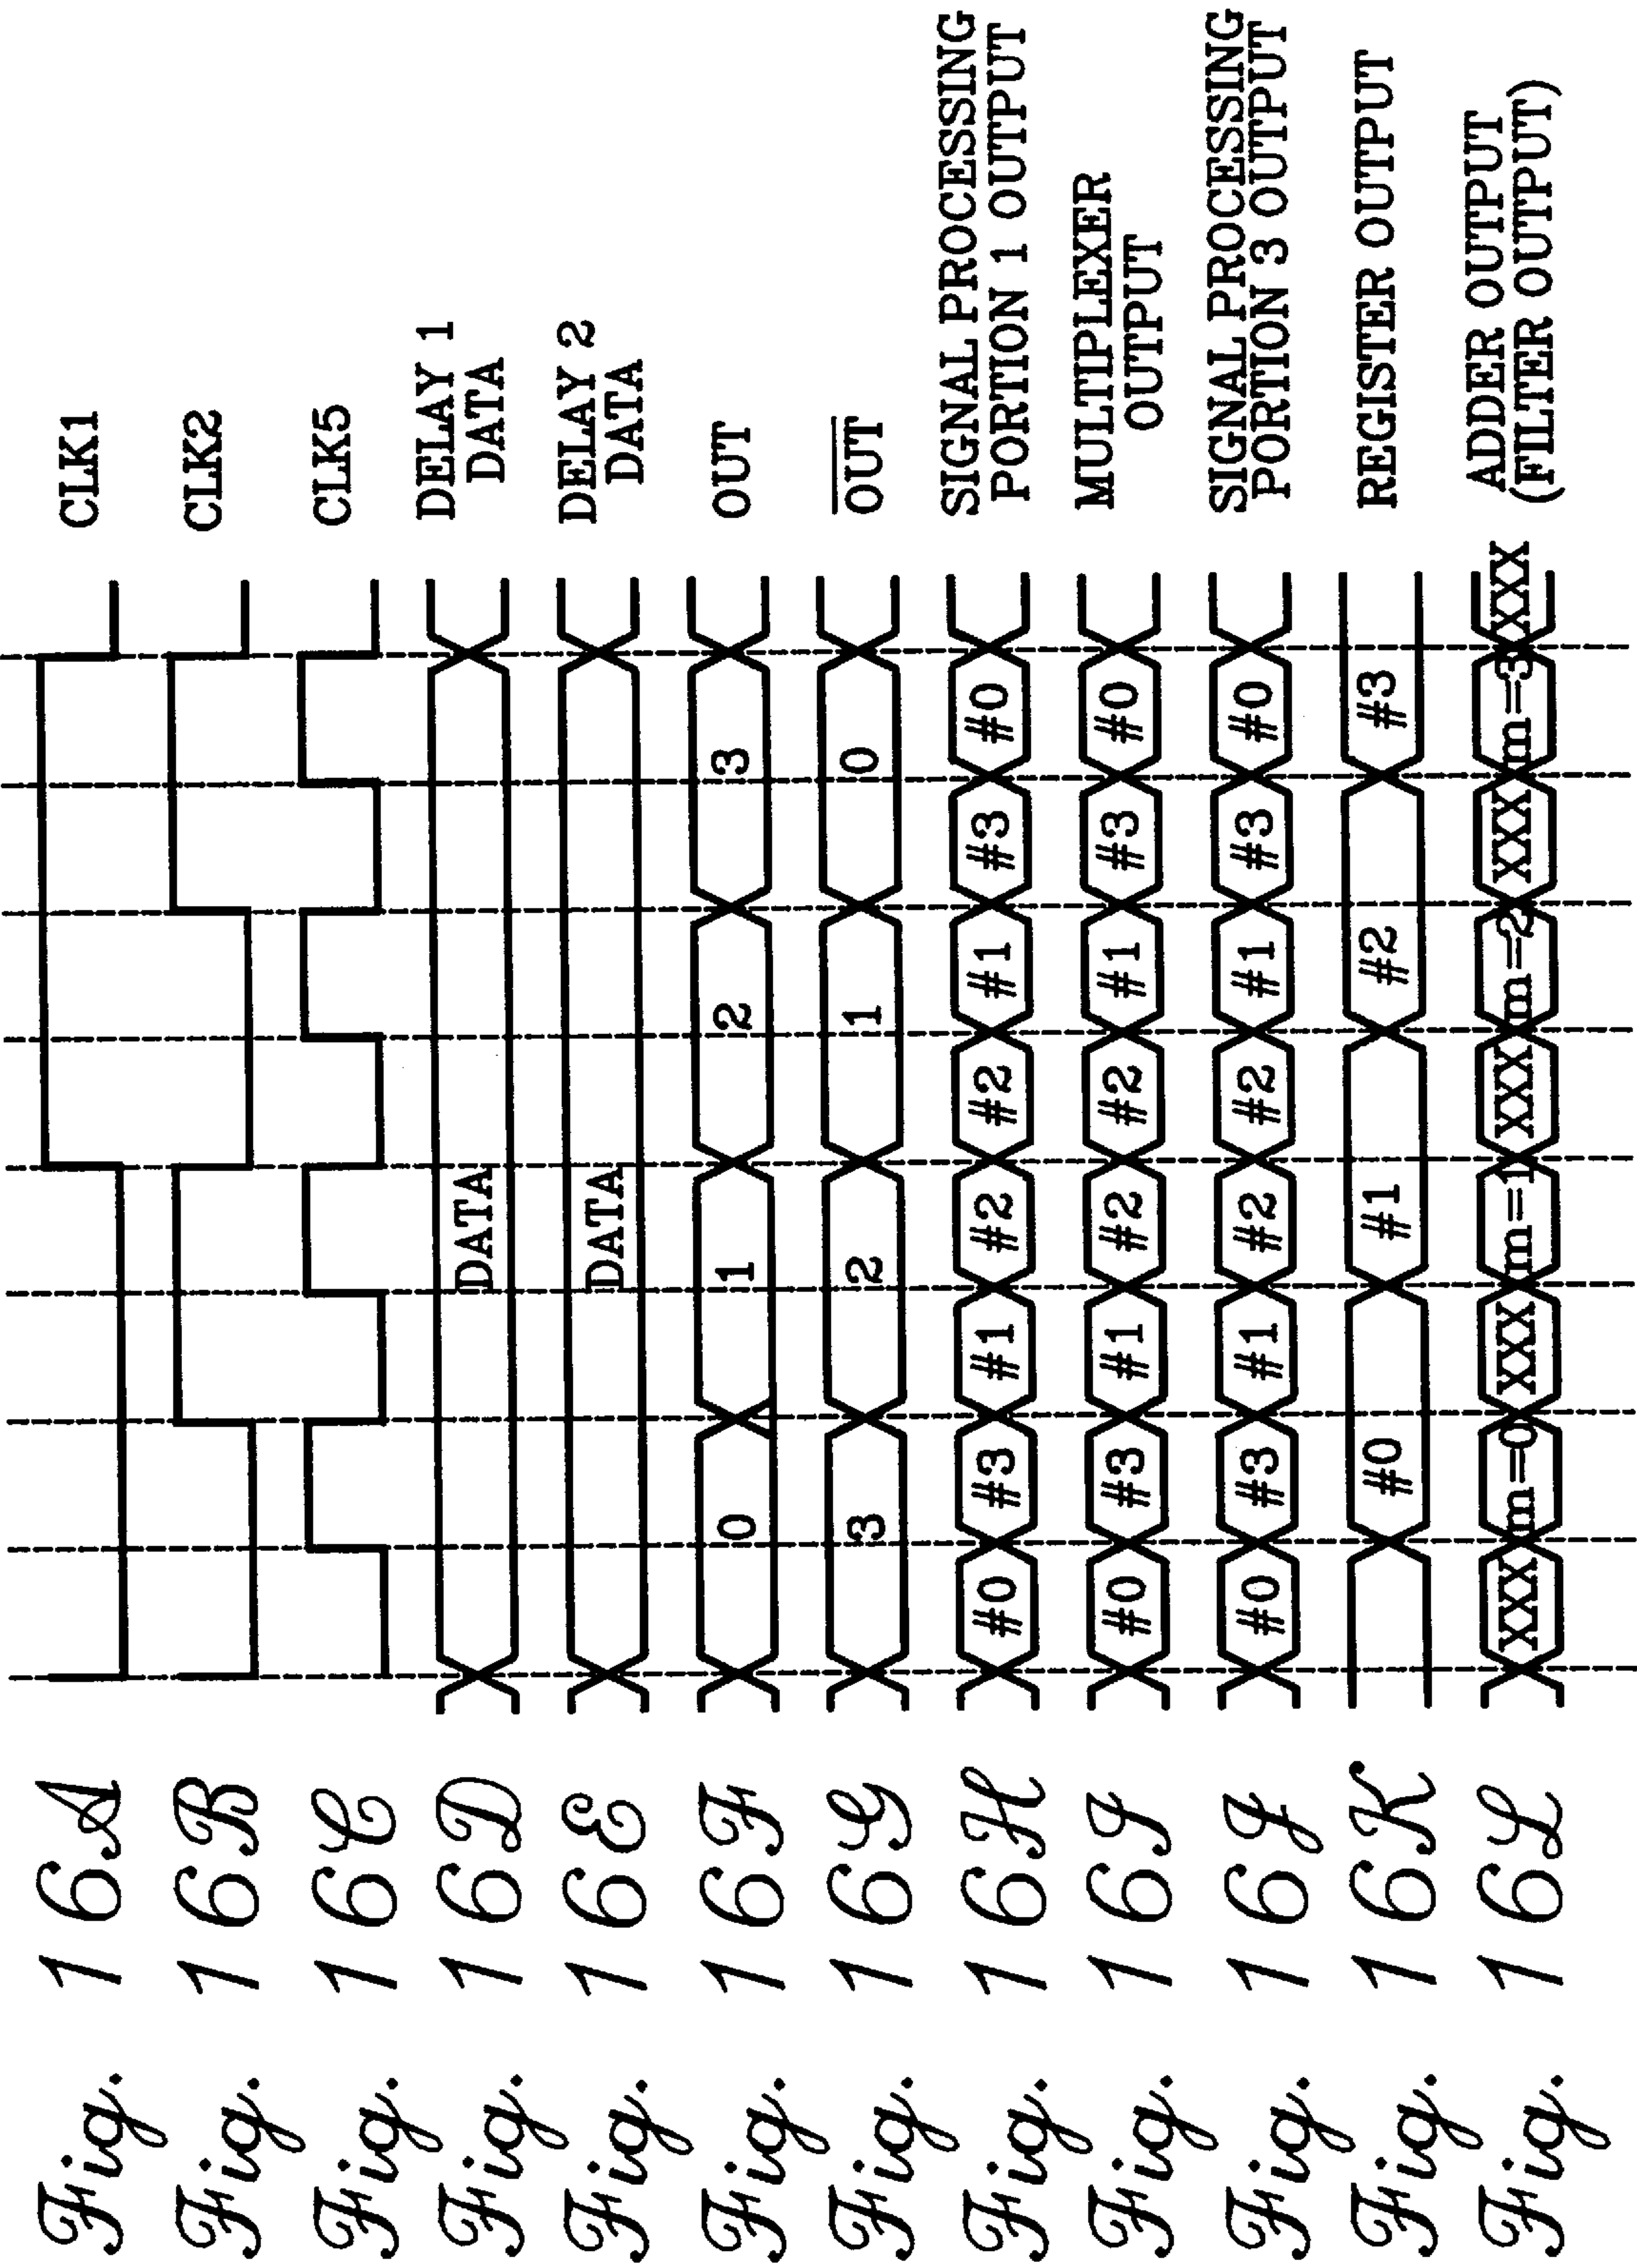 Fig. 16A CLK1
Fig. 16B CLK2
Fig. 16C CLK5
Fig. 16D DATA DELAY 1
DATA
Fig. 16E DATA DELAY 2
DATA
Fig. 16F 0 1 2 3 OUT
Fig. 16G 3 2 1 0 O̅U̅T̅
Fig. 16H #0 #3 #1 #2 #2 #1 #3 #0 SIGNAL PROCESSING
PORTION 1 OUTPUT
Fig. 16I #0 #3 #1 #2 #2 #1 #3 #0 MULTIPLEXER
OUTPUT
Fig. 16J #0 #3 #1 #2 #2 #1 #3 #0 SIGNAL PROCESSING
PORTION 3 OUTPUT
Fig. 16K #0 #1 #2 #3 REGISTER OUTPUT
Fig. 16L XXX m=0 XXX m=1 XXX m=2 XXX m=3 XXX ADDER OUTPUT
(FILTER OUTPUT)